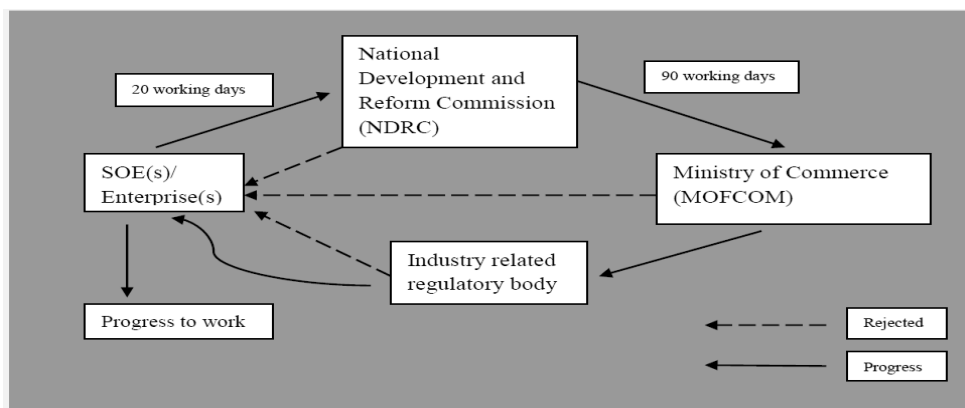 National
Development and
Reform Commission
(NDRC)
20 working days
90 working days
SOE(s)/
Enterprise(s)
Ministry of Commerce
(MOFCOM)
Industry related
regulatory body
Progress to work
Rejected
Progress